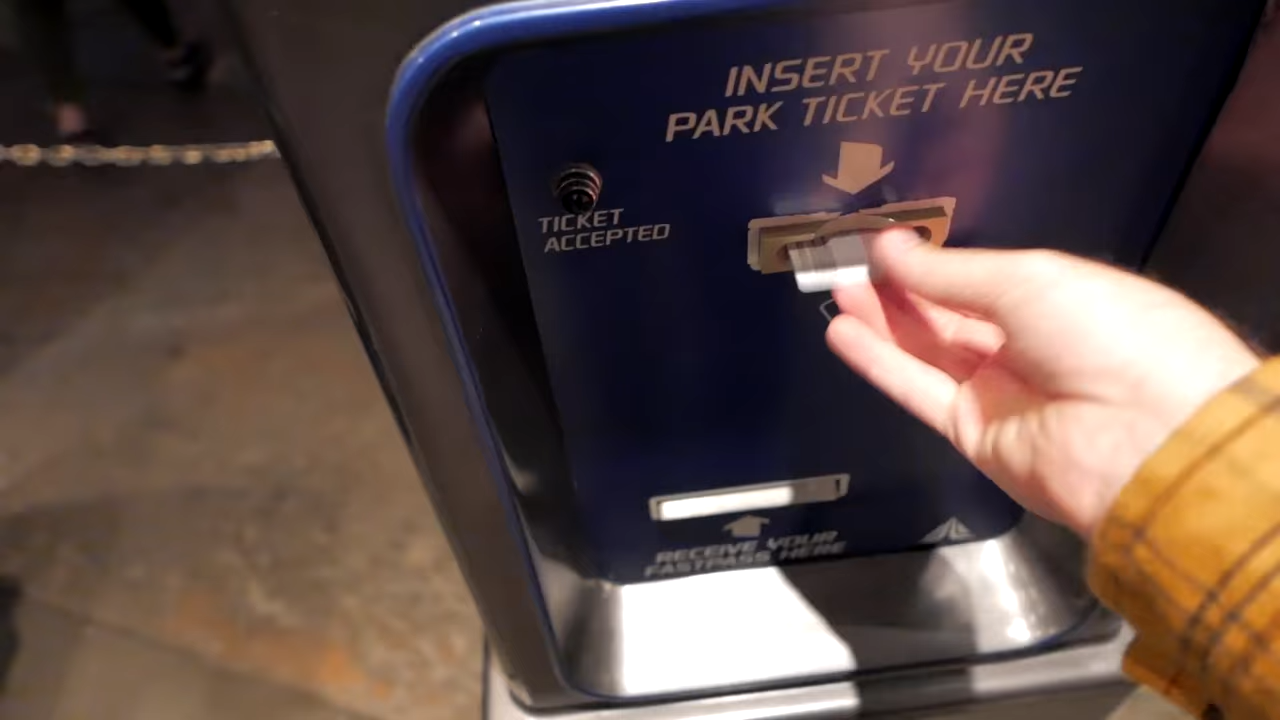 INSERT YOUR
PARK TICKET HERE
TICKET
ACCEPTED
RECEIVE YOUR
FASTPASS HERE